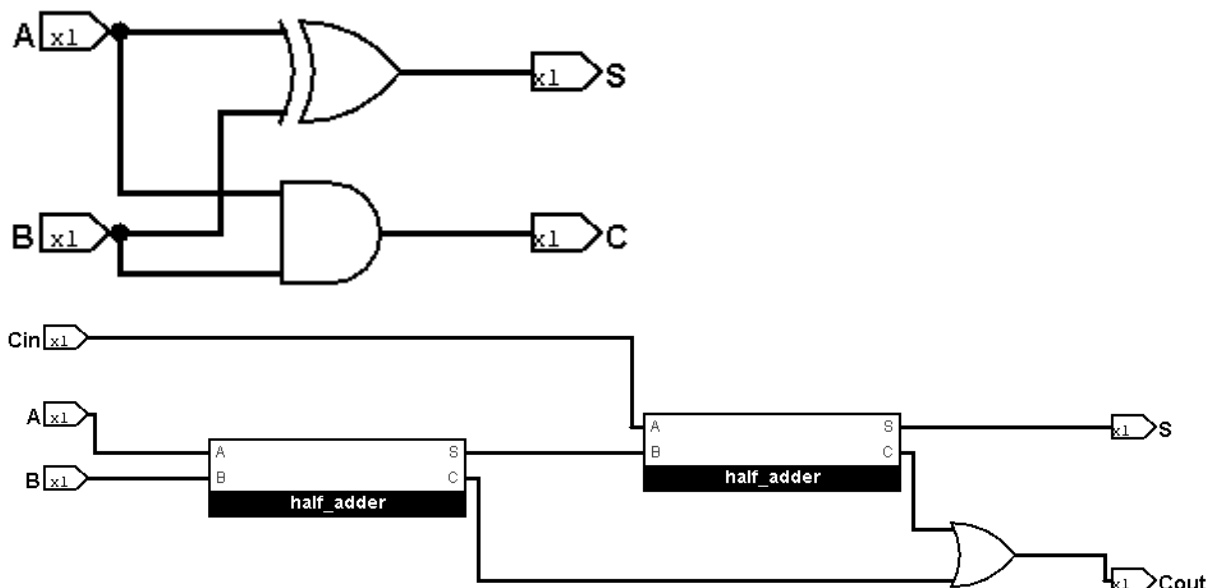 A x1
x1 S
B x1
x1 C
Cin x1
A x1
B x1
A S
B C
half_adder
A S
B C
half_adder
x1 S
x1 Cout